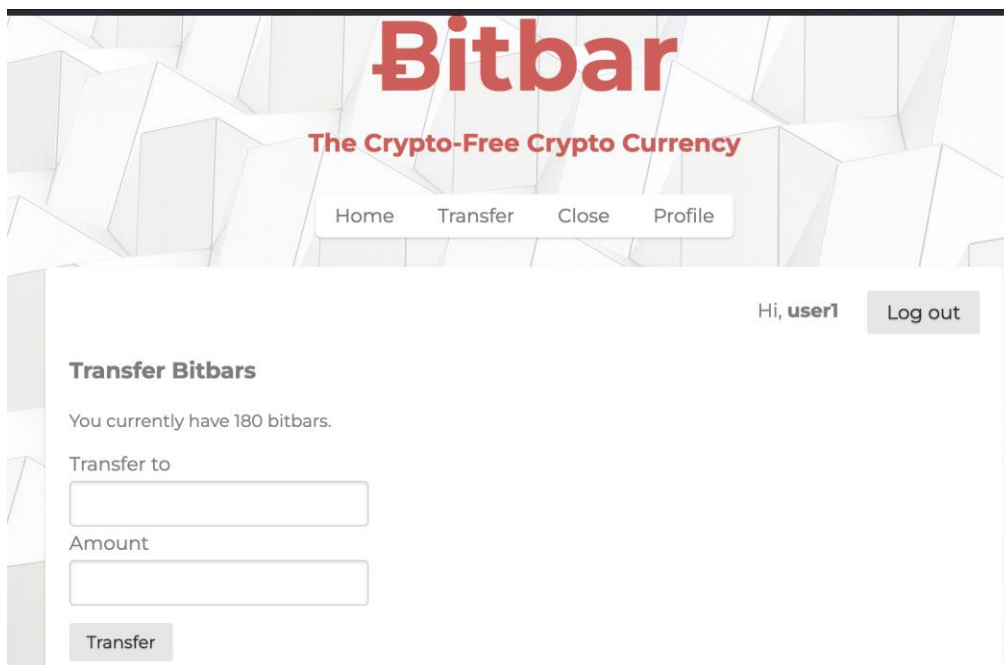 Ƀitbar
The Crypto-Free Crypto Currency
Home Transfer Close Profile
Hi, user1 Log out
Transfer Bitbars
You currently have 180 bitbars.
Transfer to
Amount
Transfer